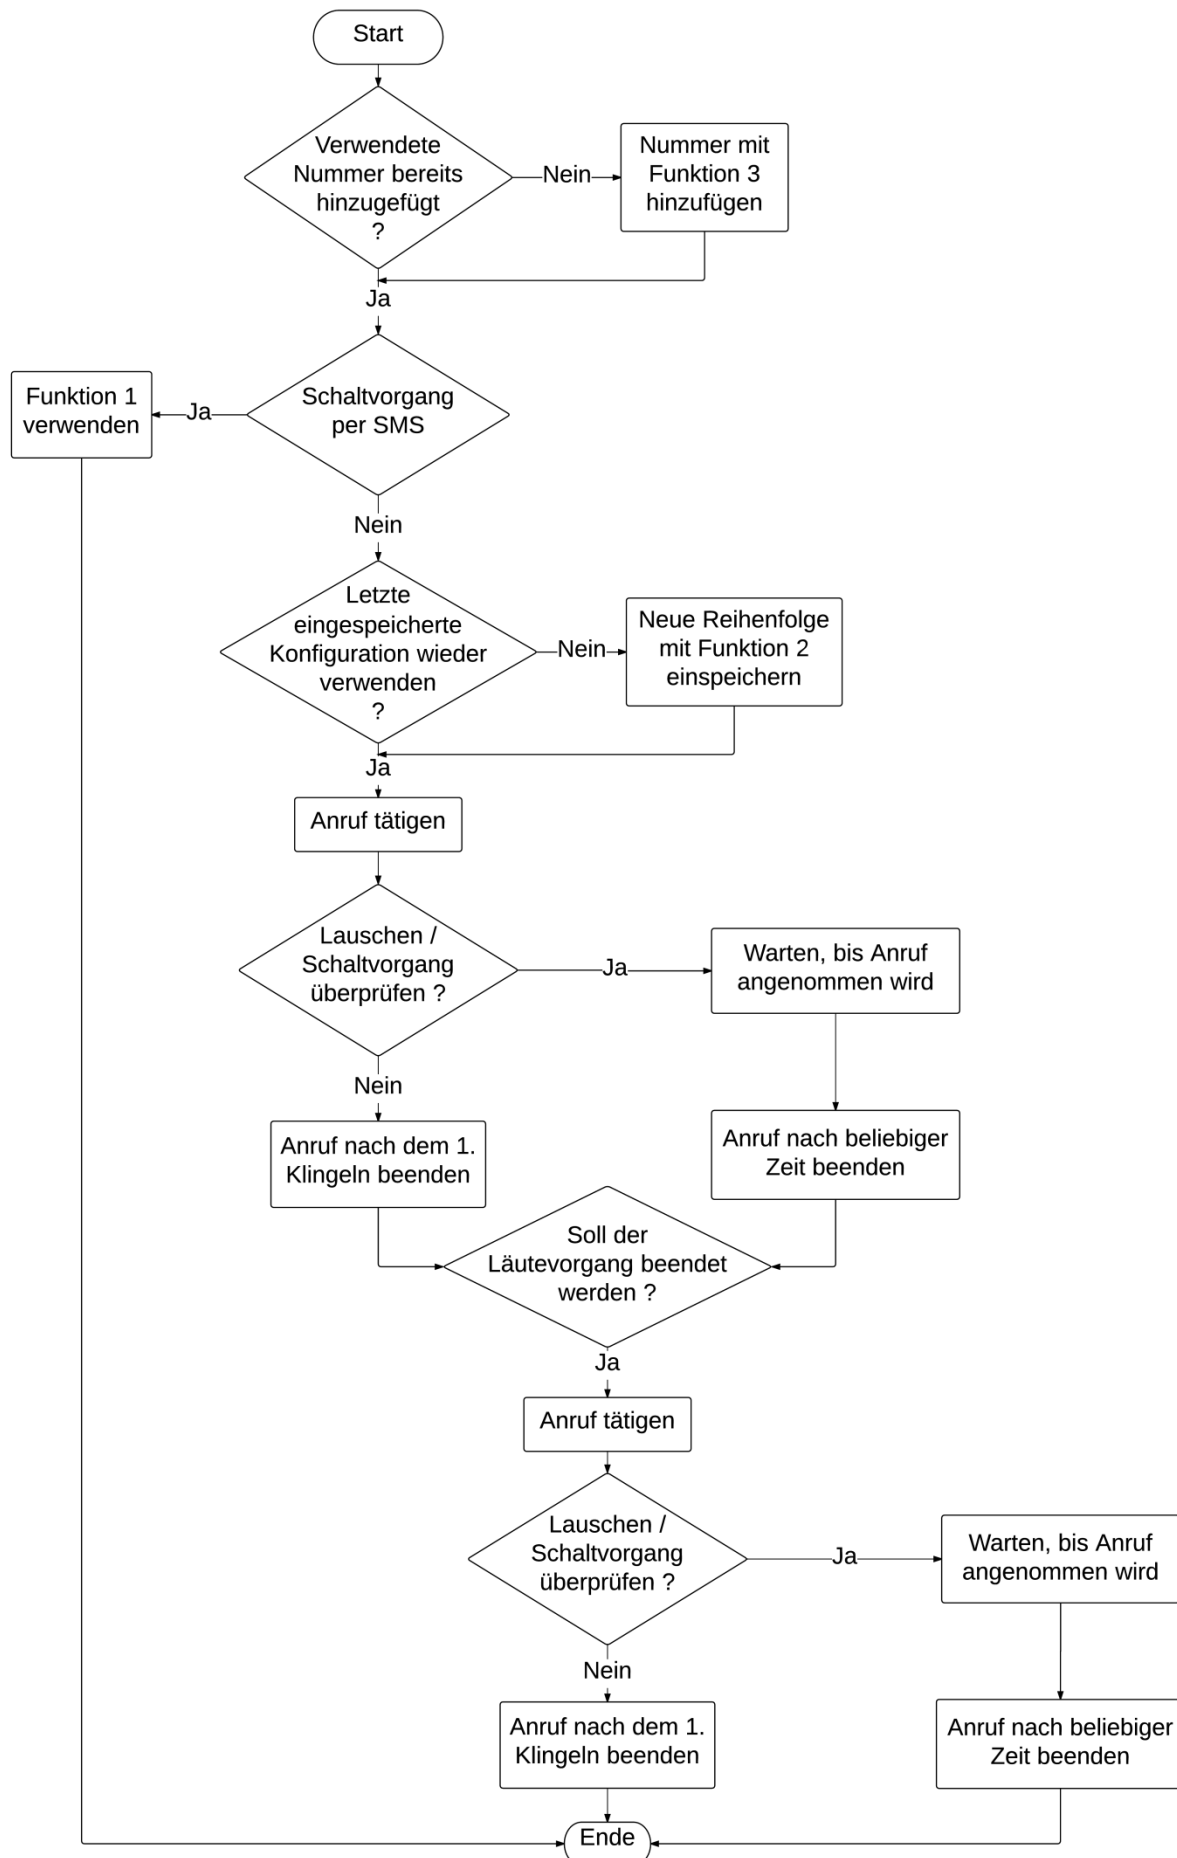 Start
Verwendete
Nummer bereits
hinzugefügt
?
Nein
Nummer mit
Funktion 3
hinzufügen
Ja
Schaltvorgang
per SMS
Ja
Funktion 1
verwenden
Nein
Letzte
eingespeicherte
Konfiguration wieder
verwenden
?
Nein
Neue Reihenfolge
mit Funktion 2
einspeichern
Ja
Anruf tätigen
Lauschen /
Schaltvorgang
überprüfen ?
Ja
Warten, bis Anruf
angenommen wird
Nein
Anruf nach dem 1.
Klingeln beenden
Anruf nach beliebiger
Zeit beenden
Soll der
Läutevorgang beendet
werden ?
Ja
Anruf tätigen
Lauschen /
Schaltvorgang
überprüfen ?
Ja
Warten, bis Anruf
angenommen wird
Nein
Anruf nach dem 1.
Klingeln beenden
Anruf nach beliebiger
Zeit beenden
Ende